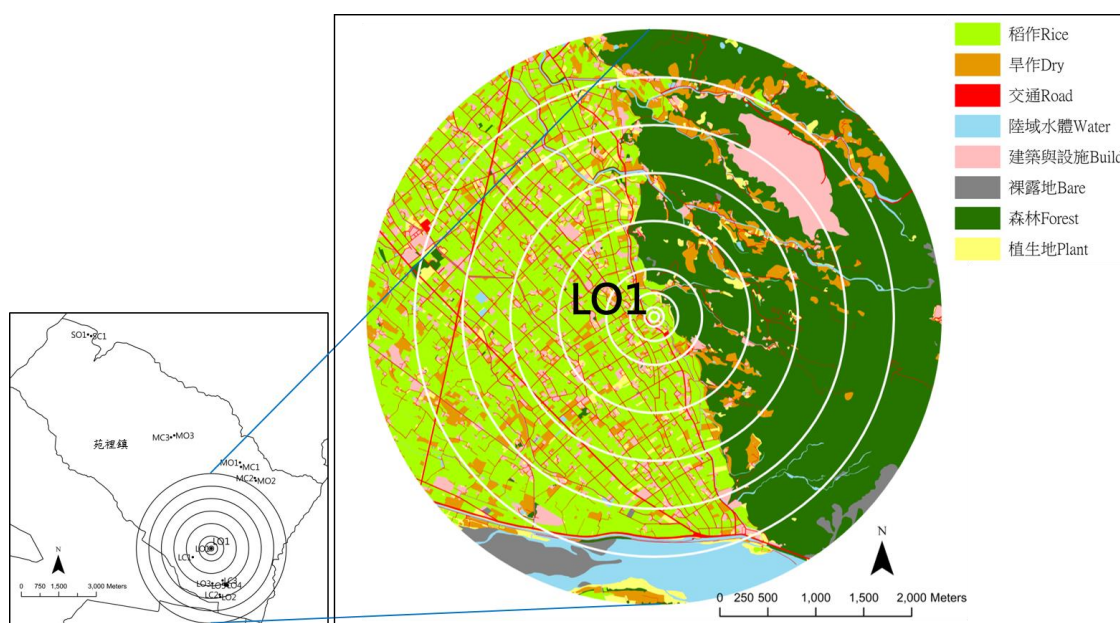 稻作Rice
旱作Dry
交通Road
陸域水體Water
建築與設施Build
裸露地Bare
森林Forest
植生地Plant
LO1
N
0 250 500 1,000 1,500 2,000 Meters
SO1 SC1
苑裡鎮
MC3 MO3
MO1 MC1
MC2 MO2
LO1
LC1
LO3 LC3
LO4
LC2 LO2
N
0 750 1,500 3,000 Meters